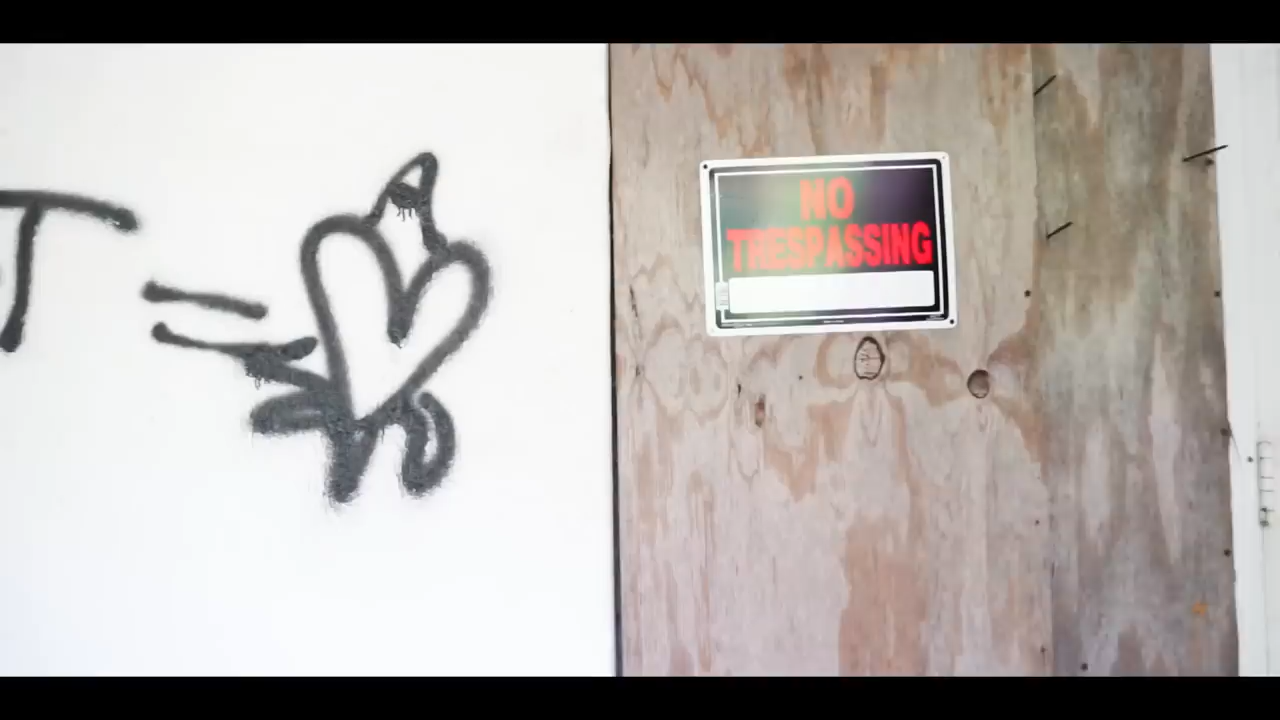 T =
NO
TRESPASSING